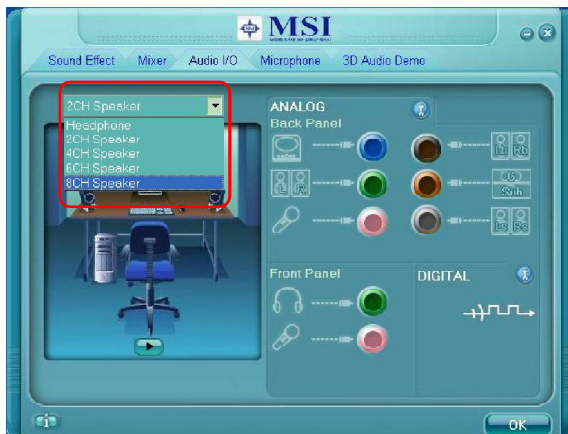 MSI
Sound Effect Mixer Audio I/O Microphone 3D Audio Demo
2CH Speaker
Headphone
2CH Speaker
4CH Speaker
6CH Speaker
8CH Speaker
ANALOG
Back Panel
L R
Sub
Front Panel
DIGITAL
OK